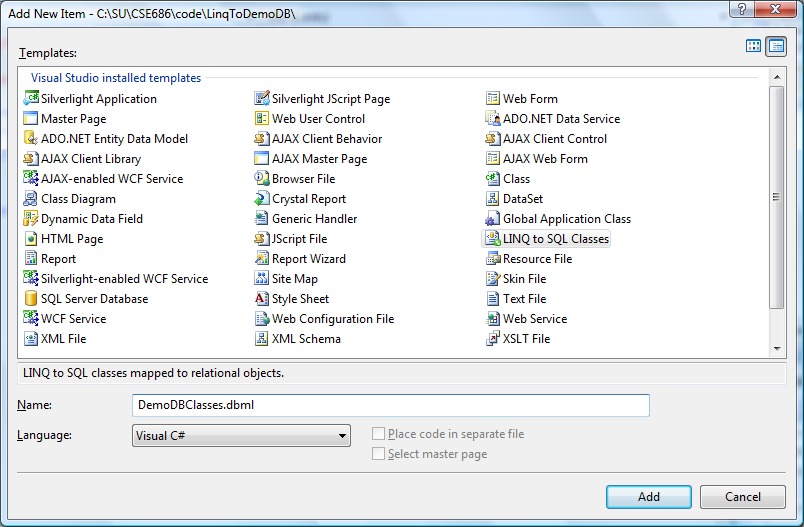 Add New Item - C:\SU\CSE686\code\LinqToDemoDB\
Templates:
Visual Studio installed templates
Silverlight Application Silverlight JScript Page Web Form
Master Page Web User Control ADO.NET Data Service
ADO.NET Entity Data Model AJAX Client Behavior AJAX Client Control
AJAX Client Library AJAX Master Page AJAX Web Form
AJAX-enabled WCF Service Browser File Class
Class Diagram Crystal Report DataSet
Dynamic Data Field Generic Handler Global Application Class
HTML Page JScript File LINQ to SQL Classes
Report Report Wizard Resource File
Silverlight-enabled WCF Service Site Map Skin File
SQL Server Database Style Sheet Text File
WCF Service Web Configuration File Web Service
XML File XML Schema XSLT File
LINQ to SQL classes mapped to relational objects.
Name: DemoDBClasses.dbml
Language: Visual C# Place code in separate file
Select master page
Add Cancel